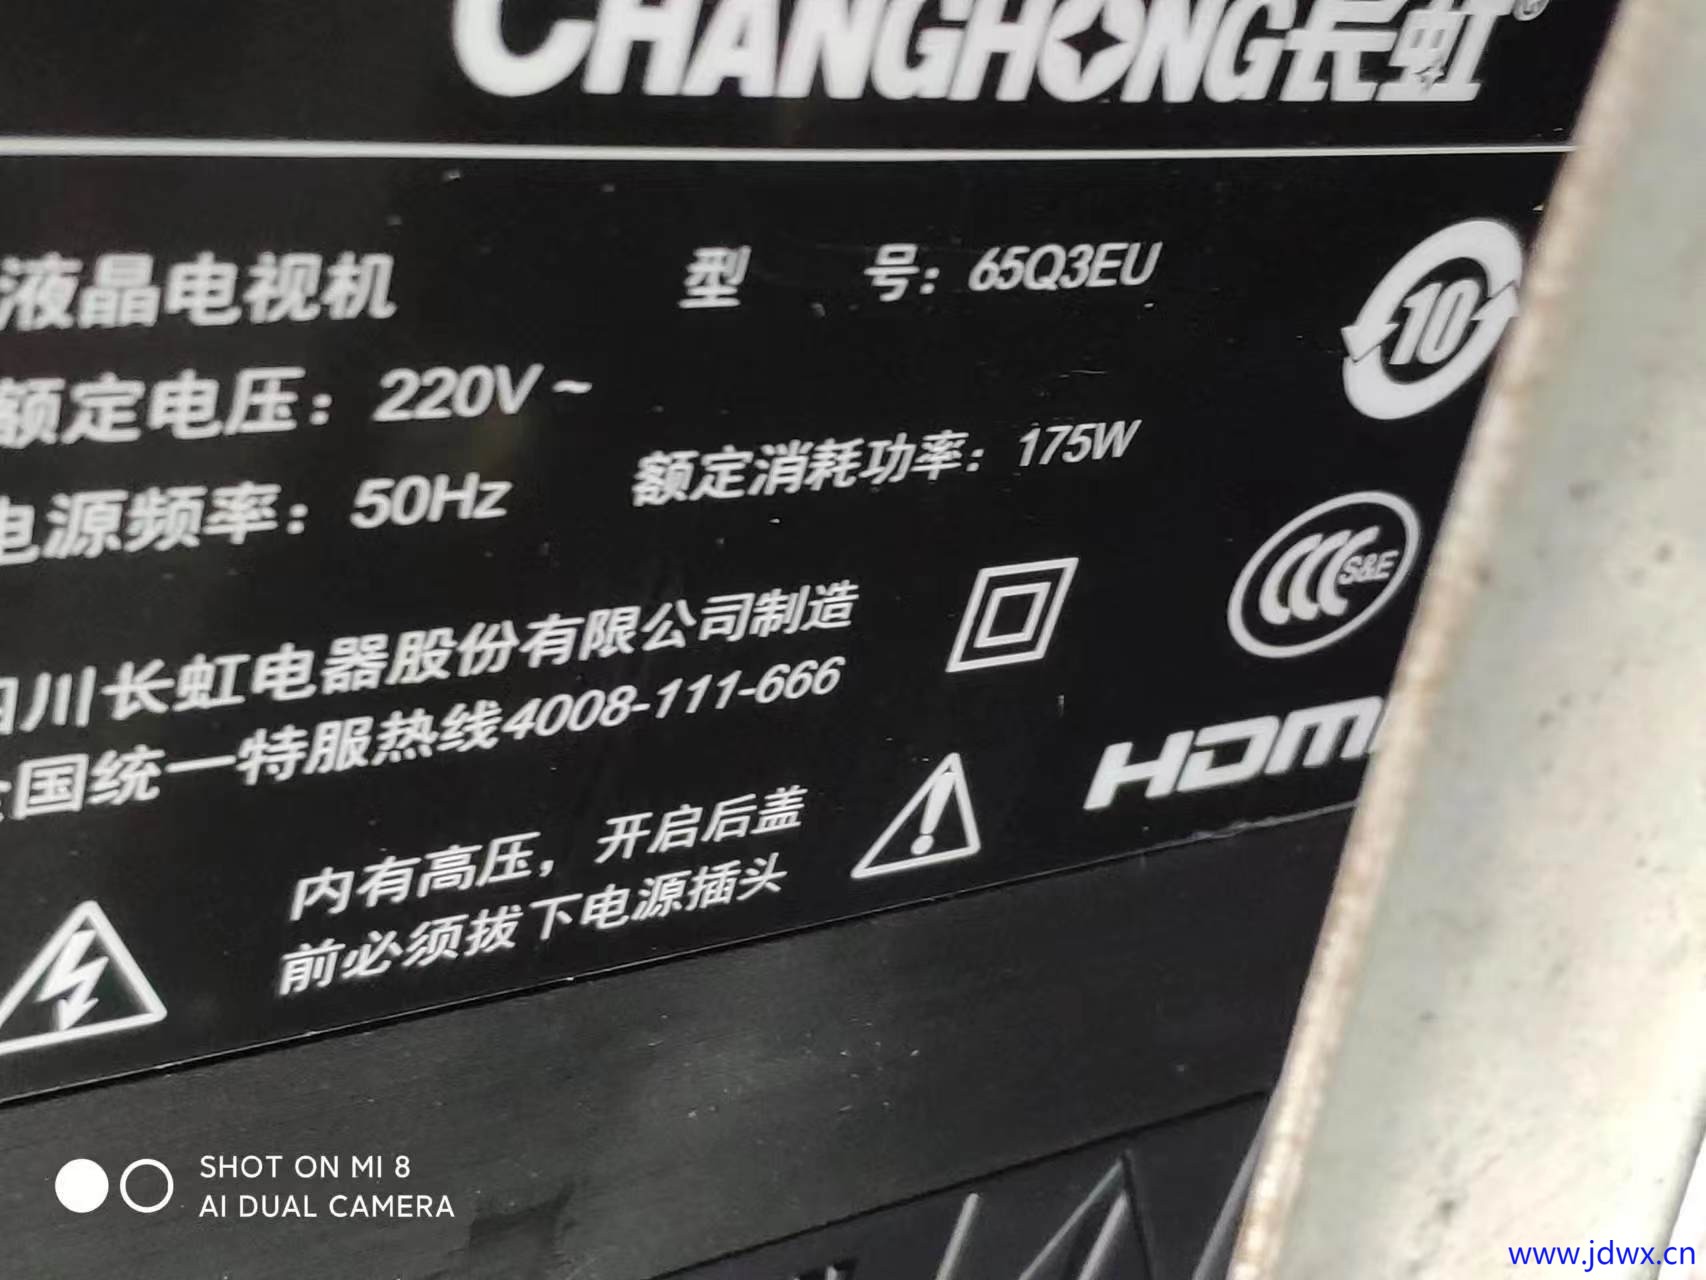 CHANGHONG长虹®
液晶电视机 型 号：65Q3EU
额定电压：220V～
电源频率：50Hz 额定消耗功率：175W
10
CCC S&E
四川长虹电器股份有限公司制造
全国统一特服热线4008-111-666
HDMI
内有高压，开启后盖
前必须拔下电源插头
SHOT ON MI 8
AI DUAL CAMERA
www.jdwx.cn